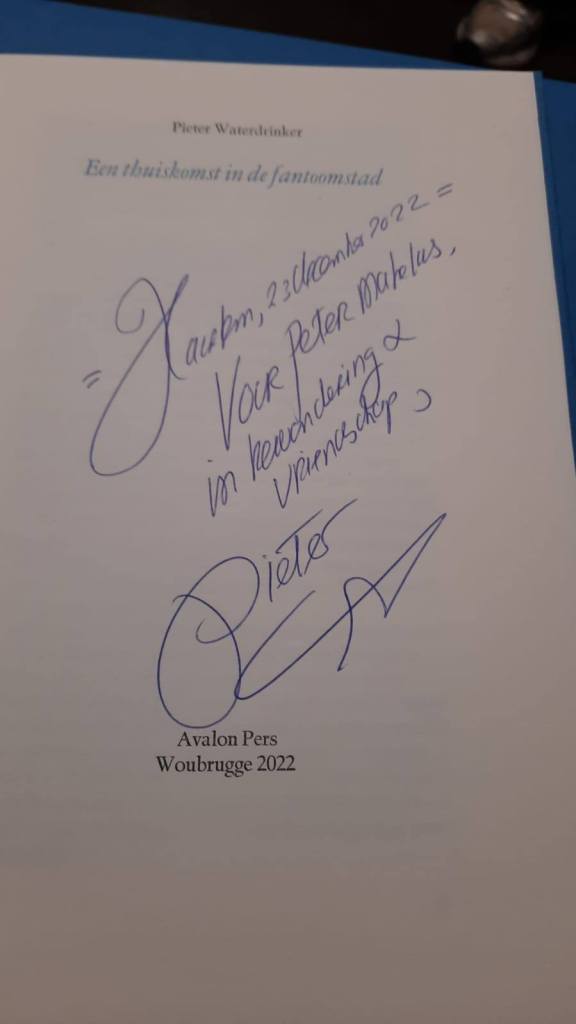 Pieter Waterdrinker
Een thuiskomst in de fantoomstad
= Haarlem, 23 december 2022 =
Voor Peter
in bewondering &
vriendschap,
Pieter
Avalon Pers
Woubrugge 2022